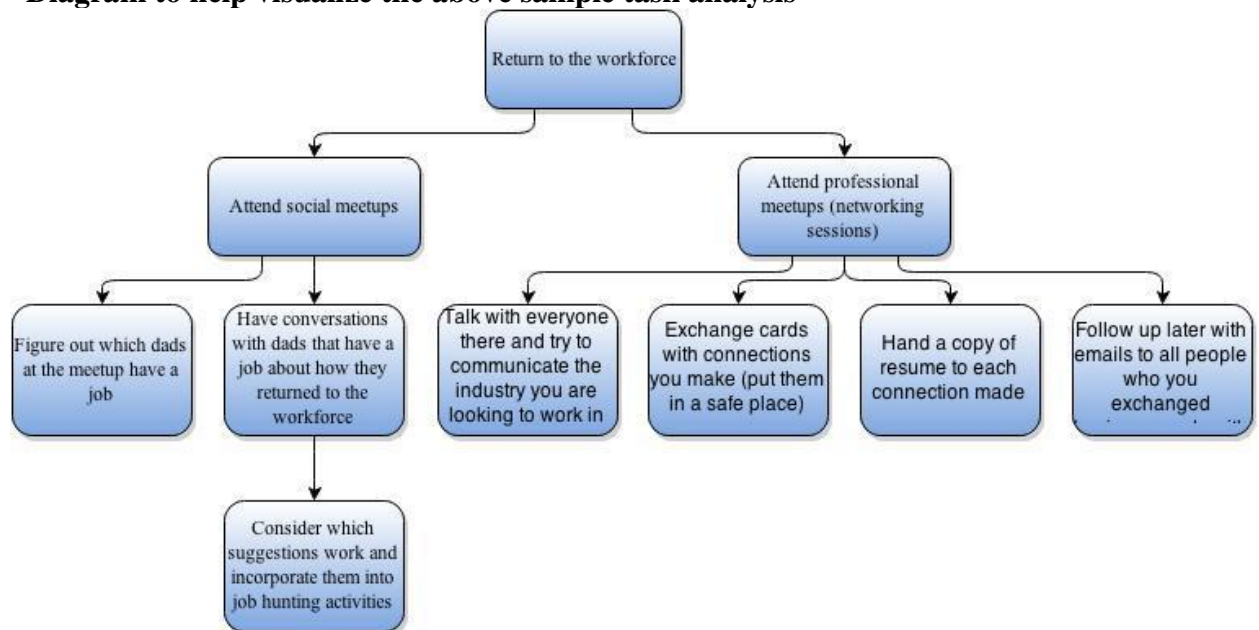 Diagram to help visualize the above sample task analysis
Return to the workforce
Attend social meetups
Attend professional
meetups (networking
sessions)
Figure out which dads
at the meetup have a
job
Have conversations
with dads that have a
job about how they
returned to the
workforce
Talk with everyone
there and try to
communicate the
industry you are
looking to work in
Exchange cards
with connections
you make (put them
in a safe place)
Hand a copy of
resume to each
connection made
Follow up later with
emails to all people
who you
exchanged
Consider which
suggestions work and
incorporate them into
job hunting activities